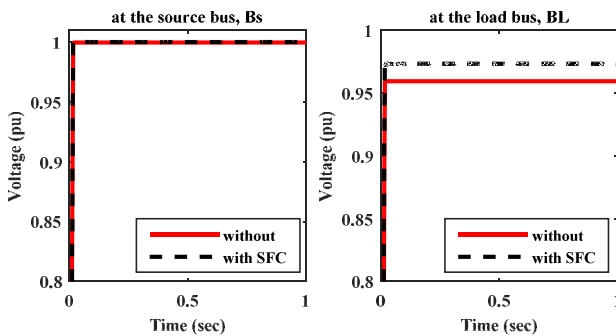 at the source bus, Bs
at the load bus, BL
Voltage (pu)
1
0.95
0.9
0.85
0.8
0
0.5
1
Time (sec)
without
with SFC
Voltage (pu)
1
0.95
0.9
0.85
0.8
0
0.5
1
Time (sec)
without
with SFC